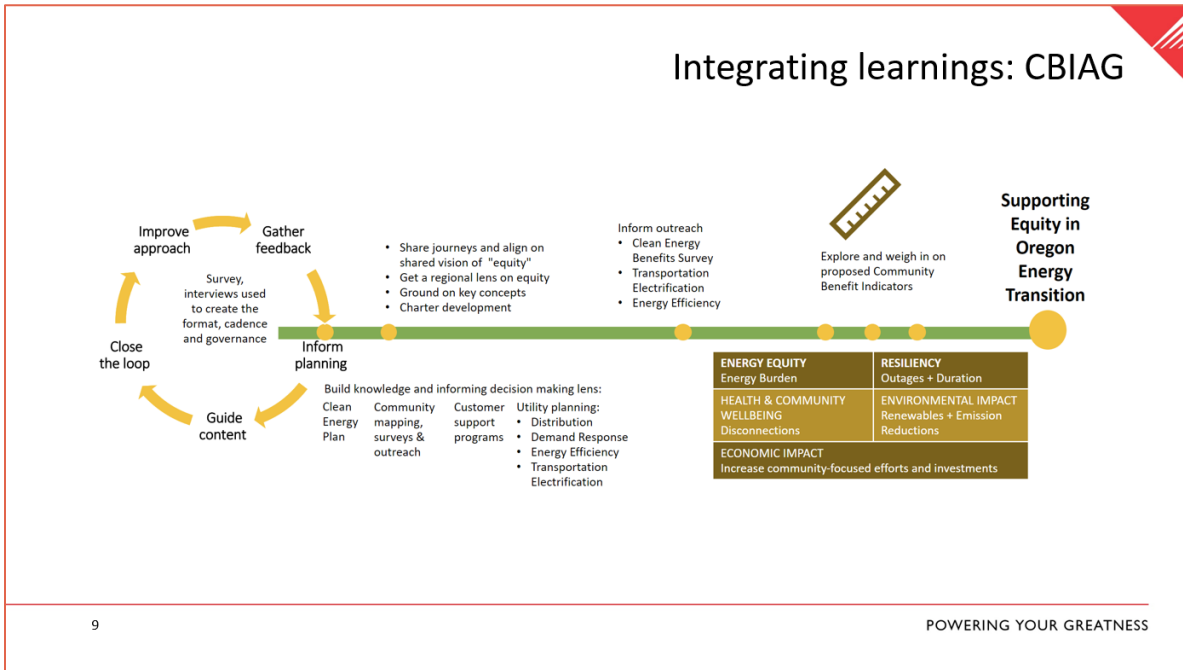 Integrating learnings: CBIAG
Improve
approach
Gather
feedback
Survey,
interviews used
to create the
format, cadence
and governance
Close
the loop
Inform
planning
Guide
content
• Share journeys and align on
shared vision of "equity"
• Get a regional lens on equity
• Ground on key concepts
• Charter development
Build knowledge and informing decision making lens:
Clean
Energy
Plan
Community
mapping,
surveys &
outreach
Customer
support
programs
Utility planning:
• Distribution
• Demand Response
• Energy Efficiency
• Transportation
Electrification
Inform outreach
• Clean Energy
Benefits Survey
• Transportation
Electrification
• Energy Efficiency
Explore and weigh in on
proposed Community
Benefit Indicators
Supporting
Equity in
Oregon
Energy
Transition
ENERGY EQUITY
Energy Burden
RESILIENCY
Outages + Duration
HEALTH & COMMUNITY
WELLBEING
Disconnections
ENVIRONMENTAL IMPACT
Renewables + Emission
Reductions
ECONOMIC IMPACT
Increase community-focused efforts and investments
9
POWERING YOUR GREATNESS